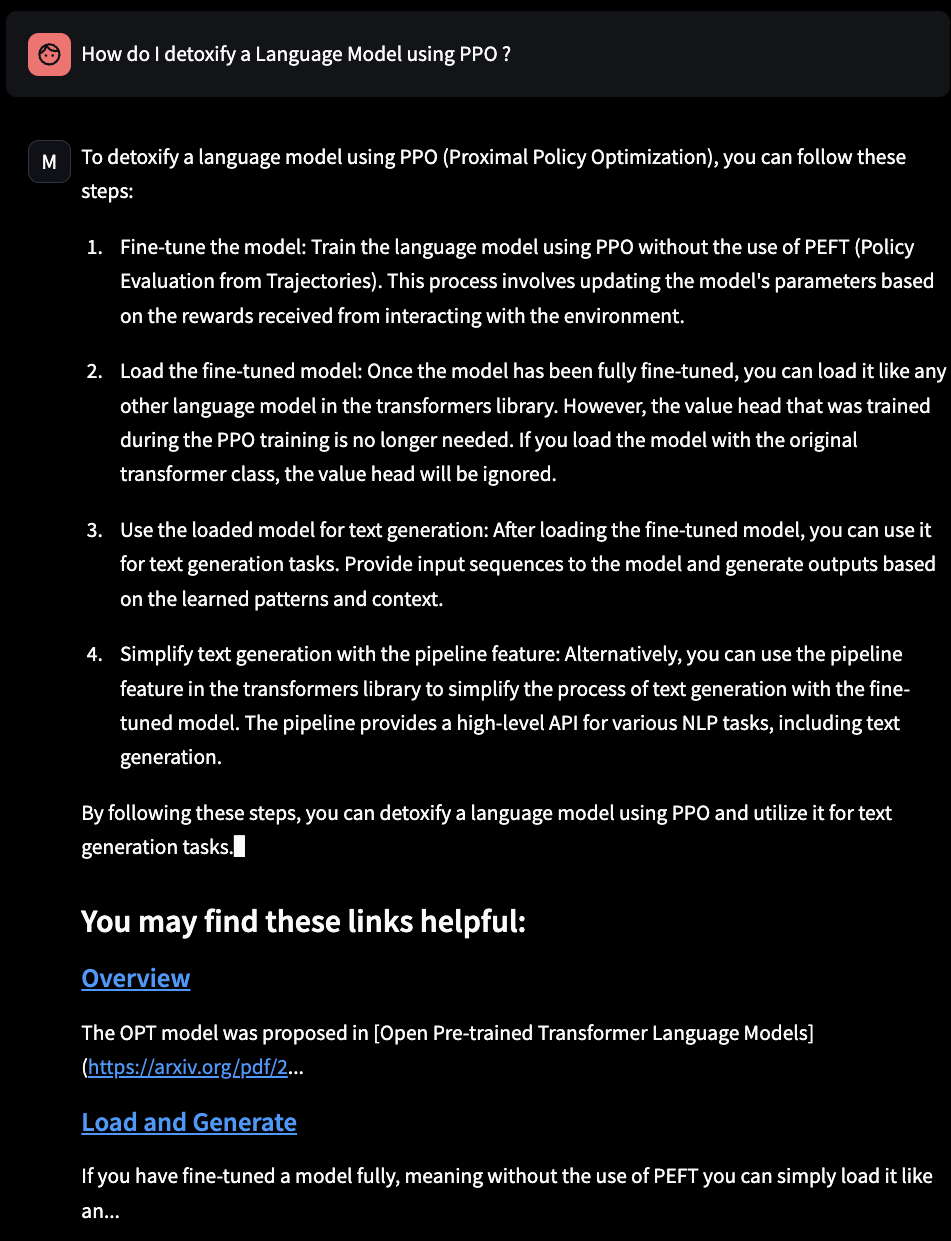 How do I detoxify a Language Model using PPO ?
M
To detoxify a language model using PPO (Proximal Policy Optimization), you can follow these
steps:
1. Fine-tune the model: Train the language model using PPO without the use of PEFT (Policy
Evaluation from Trajectories). This process involves updating the model's parameters based
on the rewards received from interacting with the environment.
2. Load the fine-tuned model: Once the model has been fully fine-tuned, you can load it like any
other language model in the transformers library. However, the value head that was trained
during the PPO training is no longer needed. If you load the model with the original
transformer class, the value head will be ignored.
3. Use the loaded model for text generation: After loading the fine-tuned model, you can use it
for text generation tasks. Provide input sequences to the model and generate outputs based
on the learned patterns and context.
4. Simplify text generation with the pipeline feature: Alternatively, you can use the pipeline
feature in the transformers library to simplify the process of text generation with the fine-
tuned model. The pipeline provides a high-level API for various NLP tasks, including text
generation.
By following these steps, you can detoxify a language model using PPO and utilize it for text
generation tasks.
You may find these links helpful:
Overview
The OPT model was proposed in [Open Pre-trained Transformer Language Models]
(https://arxiv.org/pdf/2...
Load and Generate
If you have fine-tuned a model fully, meaning without the use of PEFT you can simply load it like
an...